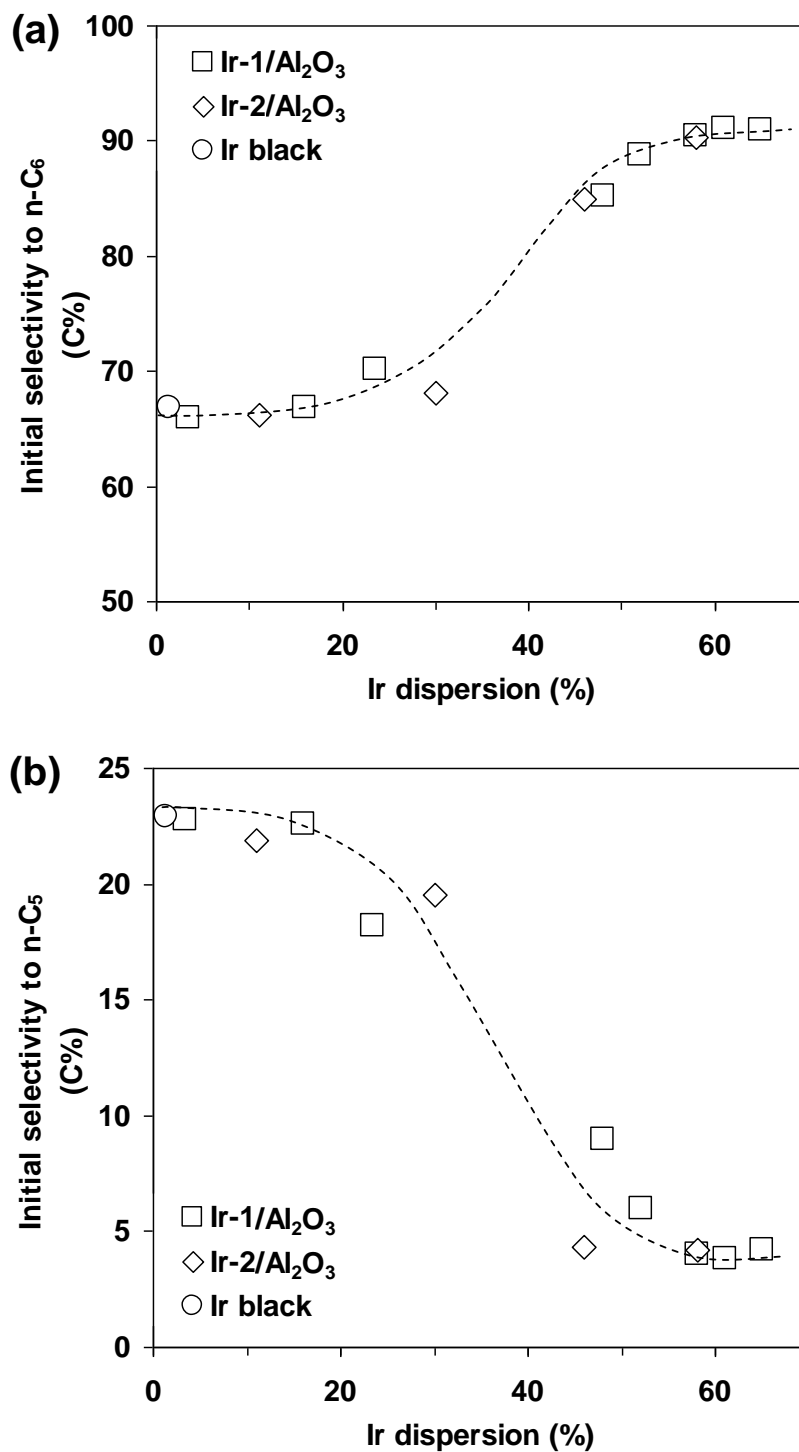 (a)
100
90
80
70
60
50
Initial selectivity to n-C₆
(C%)
Ir-1/Al₂O₃
Ir-2/Al₂O₃
Ir black
0 20 40 60
Ir dispersion (%)
(b)
25
20
15
10
5
0
Initial selectivity to n-C₅
(C%)
Ir-1/Al₂O₃
Ir-2/Al₂O₃
Ir black
0 20 40 60
Ir dispersion (%)